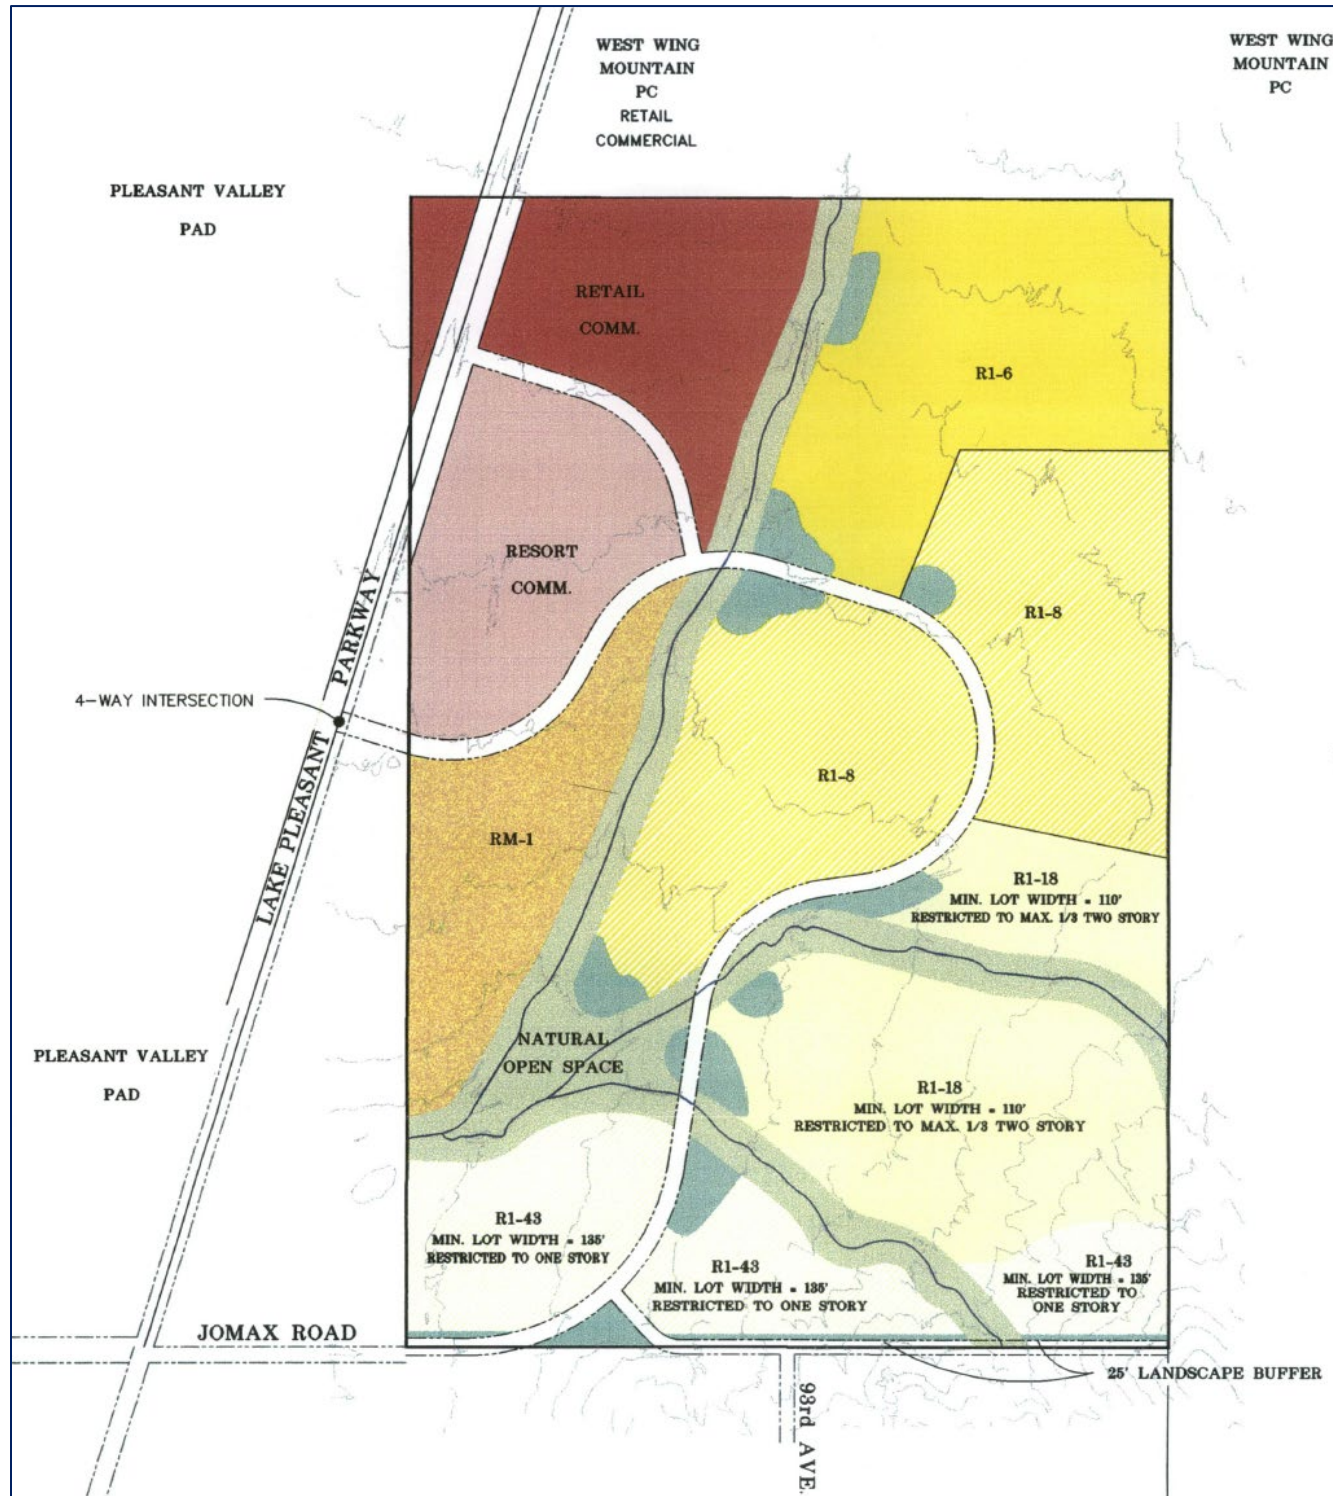 WEST WING
MOUNTAIN
PC
RETAIL
COMMERCIAL
WEST WING
MOUNTAIN
PC
PLEASANT VALLEY
PAD
RETAIL
COMM.
R1-6
RESORT
COMM.
R1-8
4-WAY INTERSECTION
LAKE PLEASANT PARKWAY
R1-8
RM-1
R1-18
MIN. LOT WIDTH = 110'
RESTRICTED TO MAX. 1/3 TWO STORY
NATURAL
OPEN SPACE
PLEASANT VALLEY
PAD
R1-18
MIN. LOT WIDTH = 110'
RESTRICTED TO MAX. 1/3 TWO STORY
R1-43
MIN. LOT WIDTH = 135'
RESTRICTED TO ONE STORY
R1-43
MIN. LOT WIDTH = 135'
RESTRICTED TO ONE STORY
R1-43
MIN. LOT WIDTH = 135'
RESTRICTED TO
ONE STORY
JOMAX ROAD
25' LANDSCAPE BUFFER
93rd AVE.